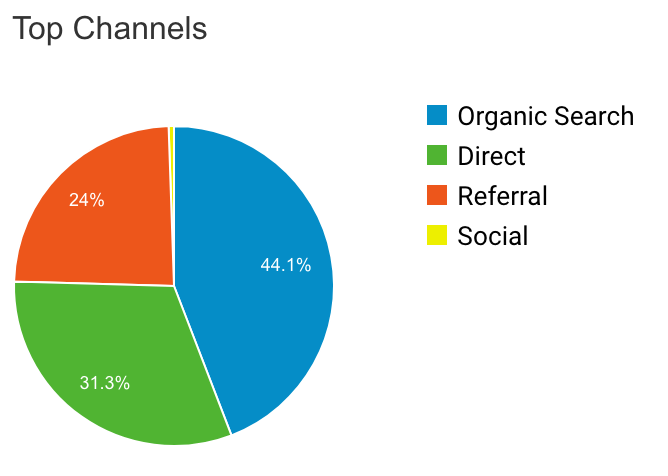 Top Channels
Organic Search
Direct
Referral
Social
24%
44.1%
31.3%